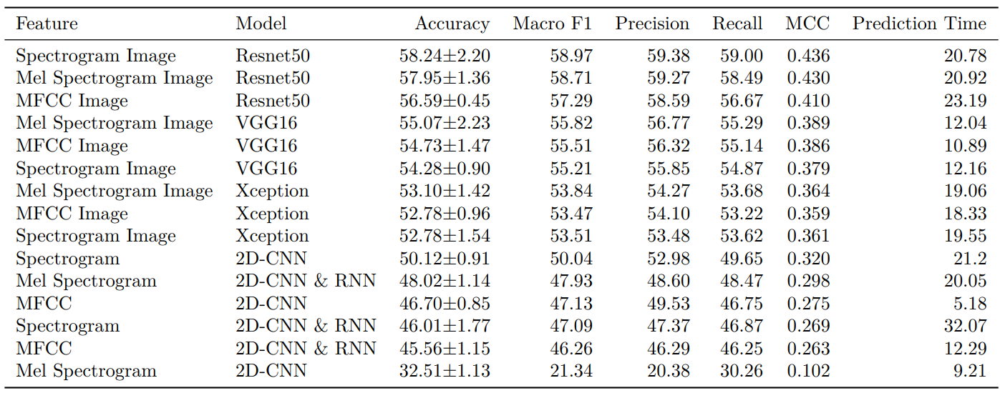 Feature Model Accuracy Macro F1 Precision Recall MCC Prediction Time
Spectrogram Image Resnet50 58.24±2.20 58.97 59.38 59.00 0.436 20.78
Mel Spectrogram Image Resnet50 57.95±1.36 58.71 59.27 58.49 0.430 20.92
MFCC Image Resnet50 56.59±0.45 57.29 58.59 56.67 0.410 23.19
Mel Spectrogram Image VGG16 55.07±2.23 55.82 56.77 55.29 0.389 12.04
MFCC Image VGG16 54.73±1.47 55.51 56.32 55.14 0.386 10.89
Spectrogram Image VGG16 54.28±0.90 55.21 55.85 54.87 0.379 12.16
Mel Spectrogram Image Xception 53.10±1.42 53.84 54.27 53.68 0.364 19.06
MFCC Image Xception 52.78±0.96 53.47 54.10 53.22 0.359 18.33
Spectrogram Image Xception 52.78±1.54 53.51 53.48 53.62 0.361 19.55
Spectrogram 2D-CNN 50.12±0.91 50.04 52.98 49.65 0.320 21.2
Mel Spectrogram 2D-CNN & RNN 48.02±1.14 47.93 48.60 48.47 0.298 20.05
MFCC 2D-CNN 46.70±0.85 47.13 49.53 46.75 0.275 5.18
Spectrogram 2D-CNN & RNN 46.01±1.77 47.09 47.37 46.87 0.269 32.07
MFCC 2D-CNN & RNN 45.56±1.15 46.26 46.29 46.25 0.263 12.29
Mel Spectrogram 2D-CNN 32.51±1.13 21.34 20.38 30.26 0.102 9.21